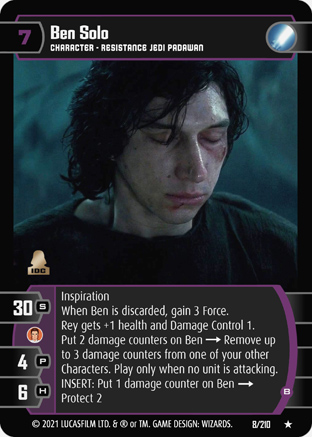 7
Ben Solo
CHARACTER • RESISTANCE JEDI PADAWAN
IDC
30 S
4 P
6 H
Inspiration
When Ben is discarded, gain 3 Force.
Rey gets +1 health and Damage Control 1.
Put 2 damage counters on Ben → Remove up
to 3 damage counters from one of your other
Characters. Play only when no unit is attacking.
INSERT: Put 1 damage counter on Ben →
Protect 2
B
© 2021 LUCASFILM LTD. & ® or TM. GAME DESIGN: WIZARDS. 8/210 ★